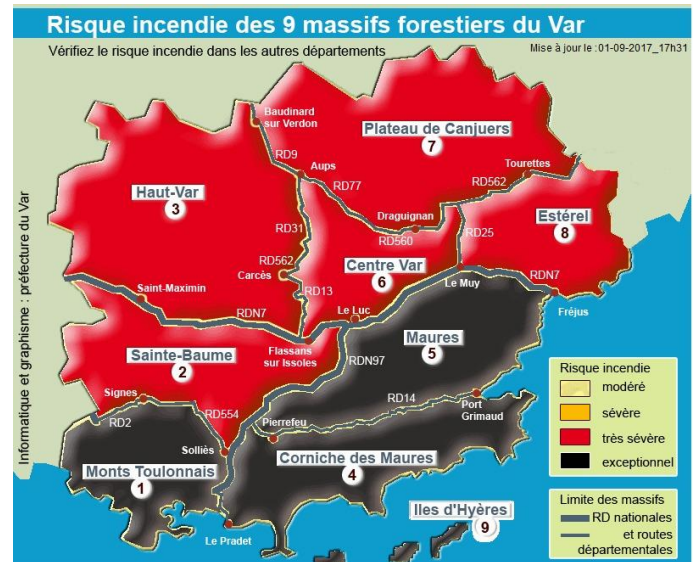 Risque incendie des 9 massifs forestiers du Var
Vérifiez le risque incendie dans les autres départements
Mise à jour le :01-09-2017_17h31
Informatique et graphisme : préfecture du Var
Baudinard
sur Verdon
Plateau de Canjuers
7
RD9
Aups
Tourettes
RD562
RD77
Haut-Var
3
Draguignan
Estérel
8
RD31
RD560
RD25
RD562
Centre Var
6
Carcès
RD13
Le Muy
RDN7
Saint-Maximin
Fréjus
RDN7
Le Luc
Flassans
sur Issoles
Maures
5
Sainte-Baume
2
RDN97
Signes
RD14
Port
Grimaud
RD2
RD554
Pierrefeu
Solliès
Corniche des Maures
4
Monts Toulonnais
1
Iles d'Hyères
9
Le Pradet
Risque incendie
modéré
sévère
très sévère
exceptionnel
Limite des massifs
RD nationales
et routes
départementales